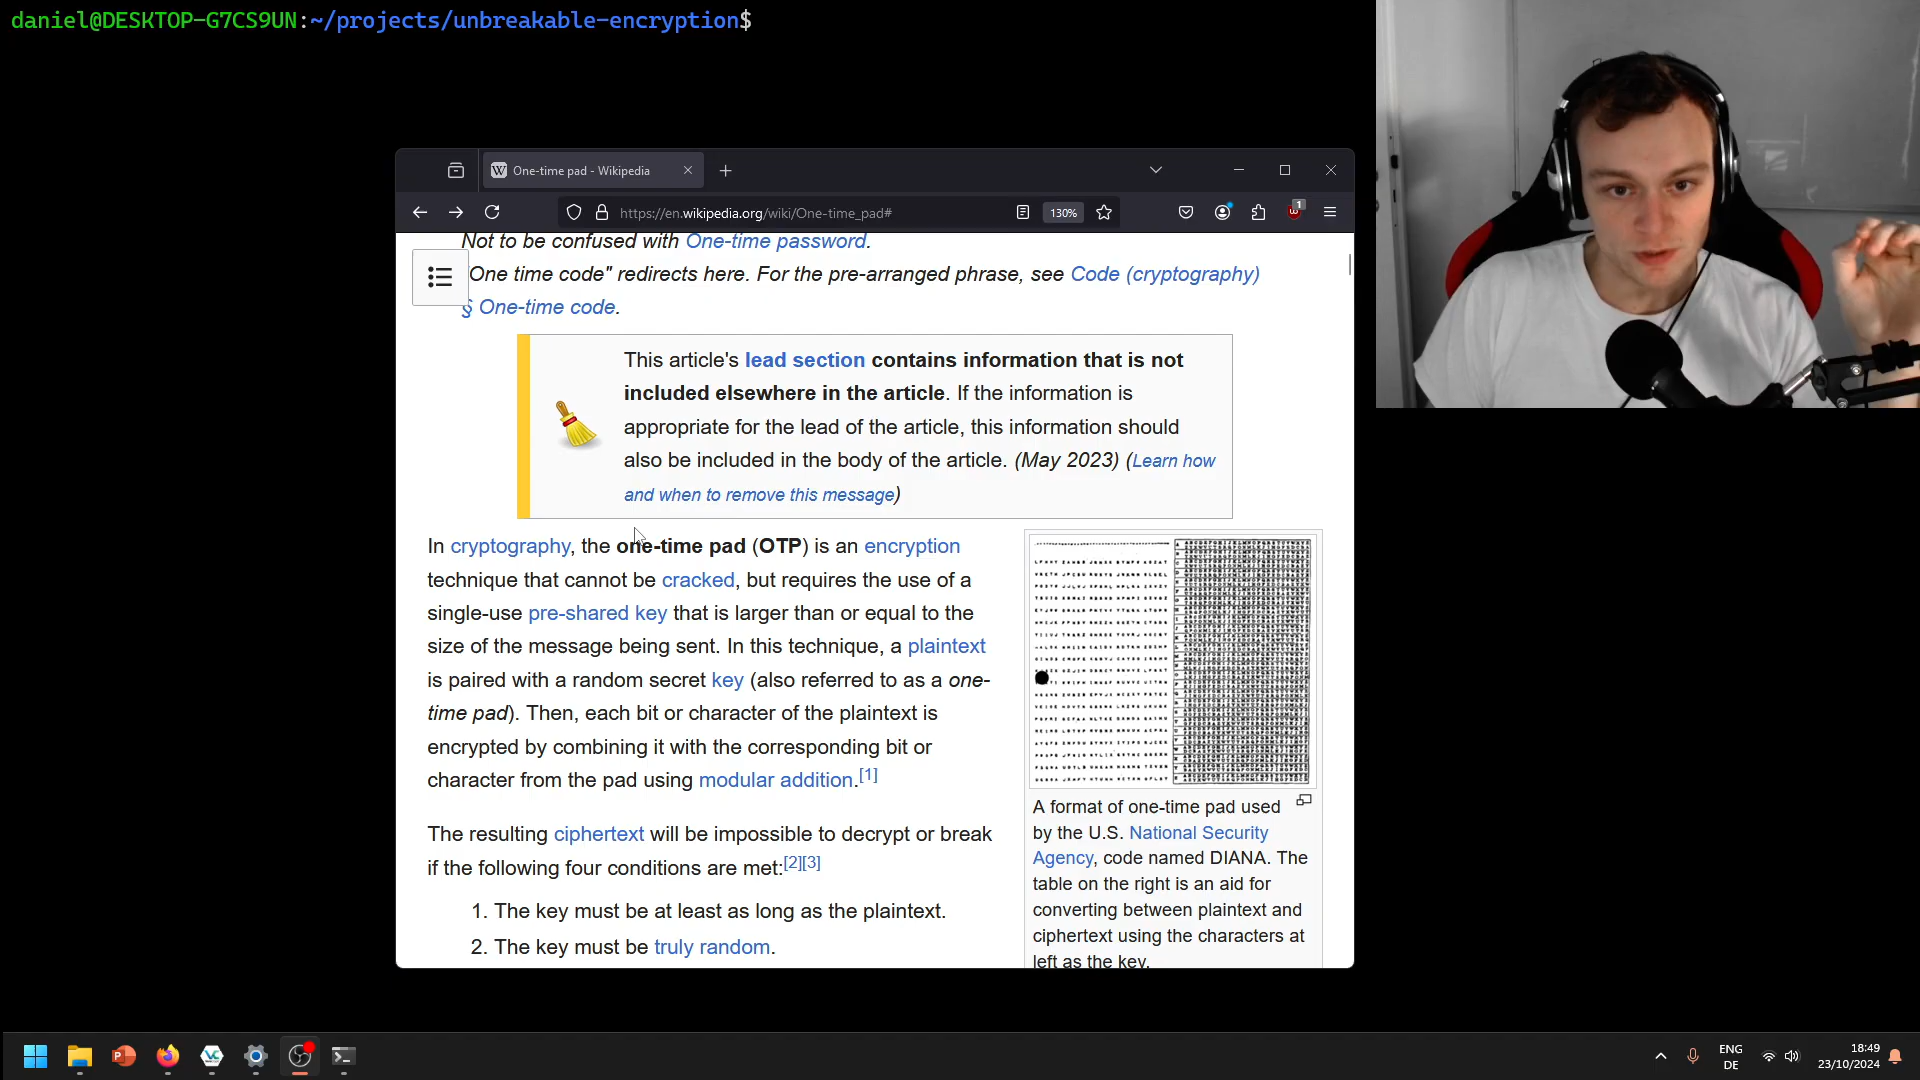 daniel@DESKTOP-G7CS9UN:~/projects/unbreakable-encryption$
One-time pad - Wikipedia
https://en.wikipedia.org/wiki/One-time_pad#
130%
1
Not to be confused with One-time password.
One time code" redirects here. For the pre-arranged phrase, see Code (cryptography)
§ One-time code.
This article's lead section contains information that is not
included elsewhere in the article. If the information is
appropriate for the lead of the article, this information should
also be included in the body of the article. (May 2023) (Learn how
and when to remove this message)
In cryptography, the one-time pad (OTP) is an encryption
technique that cannot be cracked, but requires the use of a
single-use pre-shared key that is larger than or equal to the
size of the message being sent. In this technique, a plaintext
is paired with a random secret key (also referred to as a one-
time pad). Then, each bit or character of the plaintext is
encrypted by combining it with the corresponding bit or
character from the pad using modular addition.[1]
The resulting ciphertext will be impossible to decrypt or break
if the following four conditions are met:[2][3]
1. The key must be at least as long as the plaintext.
2. The key must be truly random.
A format of one-time pad used
by the U.S. National Security
Agency, code named DIANA. The
table on the right is an aid for
converting between plaintext and
ciphertext using the characters at
left as the key.
ENG
DE
18:49
23/10/2024